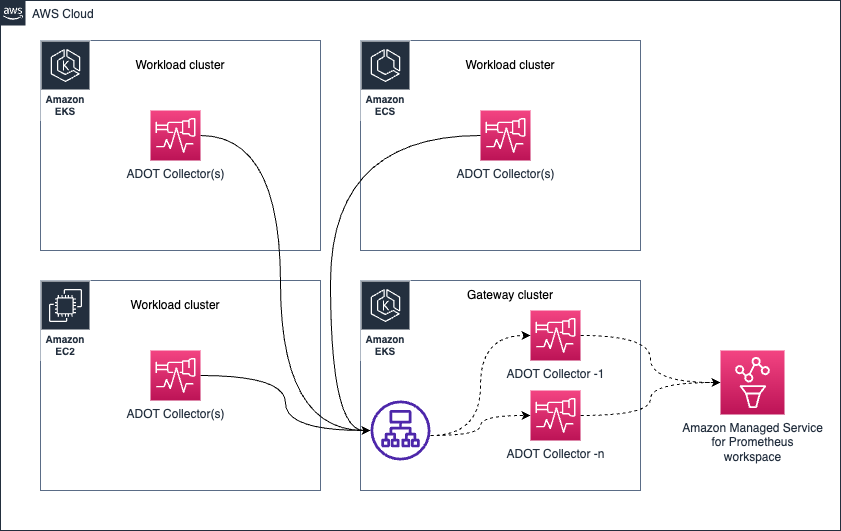 aws
AWS Cloud
Amazon
EKS
Workload cluster
K
ADOT Collector(s)
Amazon
ECS
Workload cluster
ADOT Collector(s)
Amazon
EC2
Workload cluster
ADOT Collector(s)
Amazon
EKS
Gateway cluster
K
ADOT Collector -1
ADOT Collector -n
Amazon Managed Service
for Prometheus
workspace